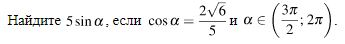 Найдите 5 sin α, если cos α = 2√6/5 и α ∈ (3π/2; 2π).